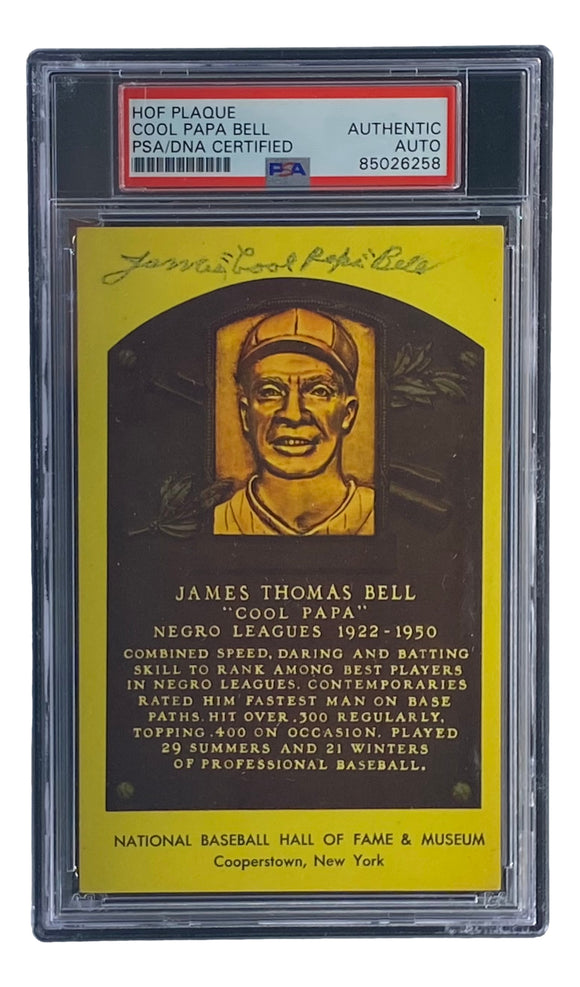 HOF PLAQUE
COOL PAPA BELL
PSA/DNA CERTIFIED
AUTHENTIC
AUTO
85026258
PSA
James "Cool Papa" Bell
JAMES THOMAS BELL
"COOL PAPA"
NEGRO LEAGUES 1922-1950
COMBINED SPEED, DARING AND BATTING
SKILL TO RANK AMONG BEST PLAYERS
IN NEGRO LEAGUES. CONTEMPORARIES
RATED HIM FASTEST MAN ON BASE
PATHS. HIT OVER .300 REGULARLY,
TOPPING .400 ON OCCASION. PLAYED
29 SUMMERS AND 21 WINTERS
OF PROFESSIONAL BASEBALL.
NATIONAL BASEBALL HALL OF FAME & MUSEUM
Cooperstown, New York